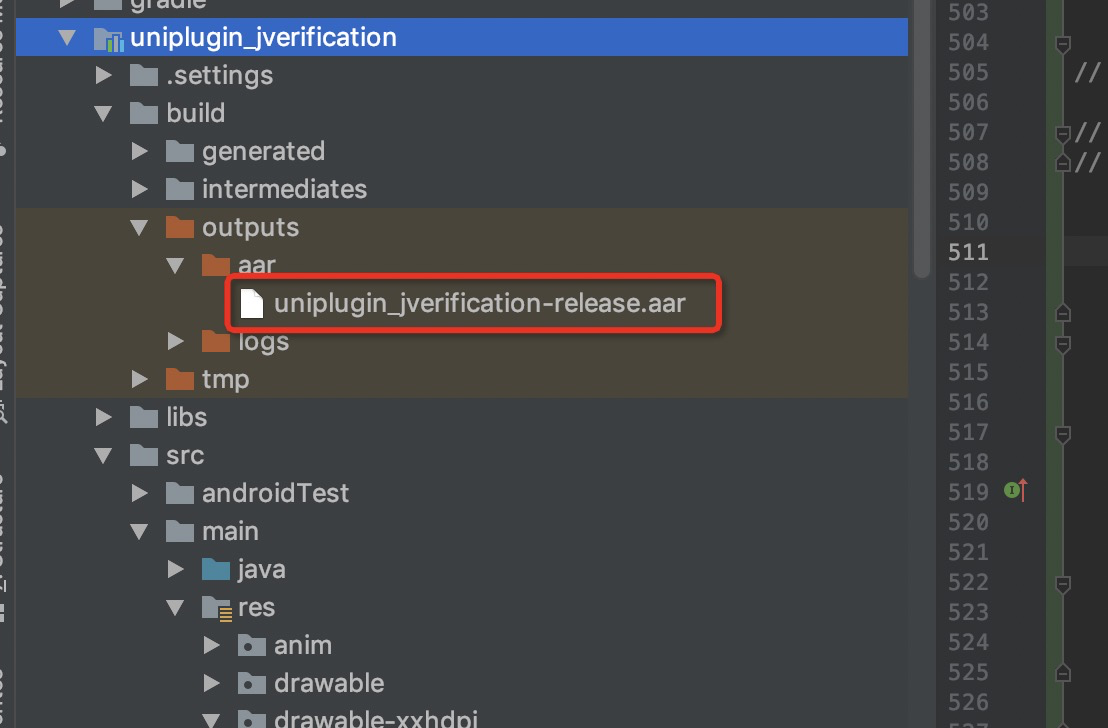 gradle
uniplugin_jverification
.settings
build
generated
intermediates
outputs
aar
uniplugin_jverification-release.aar
logs
tmp
libs
src
androidTest
main
java
res
anim
drawable
drawable-xxhdpi
503
504
505 //
506
507 //
508 //
509
510
511
512
513
514
515
516
517
518
519
520
521
522
523
524
525
526